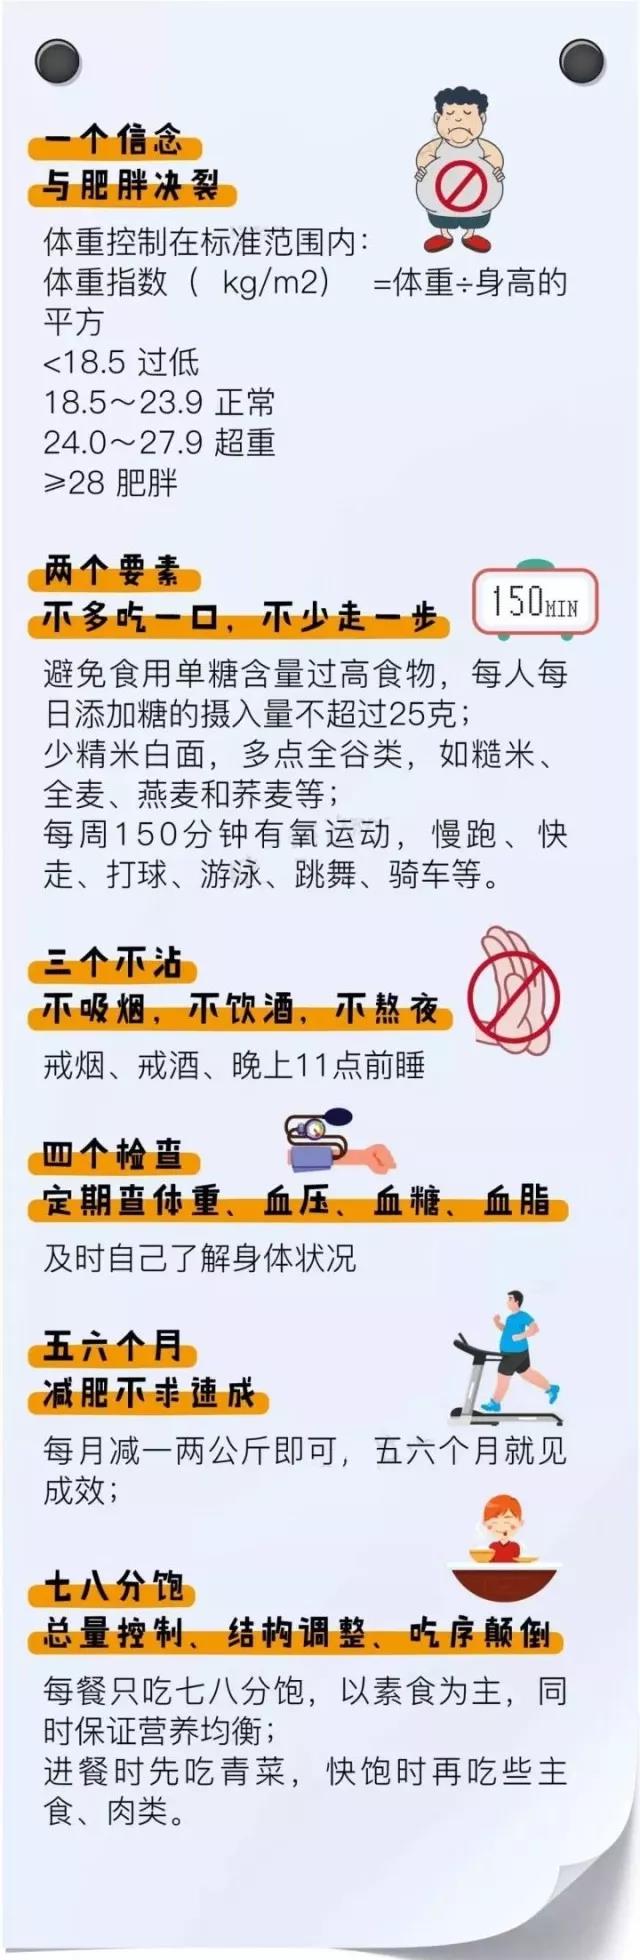 一个信念
与肥胖决裂
体重控制在标准范围内：
体重指数（ kg/m2） =体重÷身高的
平方
<18.5 过低
18.5～23.9 正常
24.0～27.9 超重
≥28 肥胖
两个要素
不多吃一口，不少走一步
150MIN
避免食用单糖含量过高食物，每人每
日添加糖的摄入量不超过25克；
少精米白面，多点全谷类，如糙米、
全麦、燕麦和荞麦等；
每周150分钟有氧运动，慢跑、快
走、打球、游泳、跳舞、骑车等。
三个不沾
不吸烟，不饮酒，不熬夜
戒烟、戒酒、晚上11点前睡
四个检查
定期查体重、血压、血糖、血脂
及时自己了解身体状况
五六个月
减肥不求速成
每月减一两公斤即可，五六个月就见
成效；
七八分饱
总量控制、结构调整、吃序颠倒
每餐只吃七八分饱，以素食为主，同
时保证营养均衡；
进餐时先吃青菜，快饱时再吃些主
食、肉类。